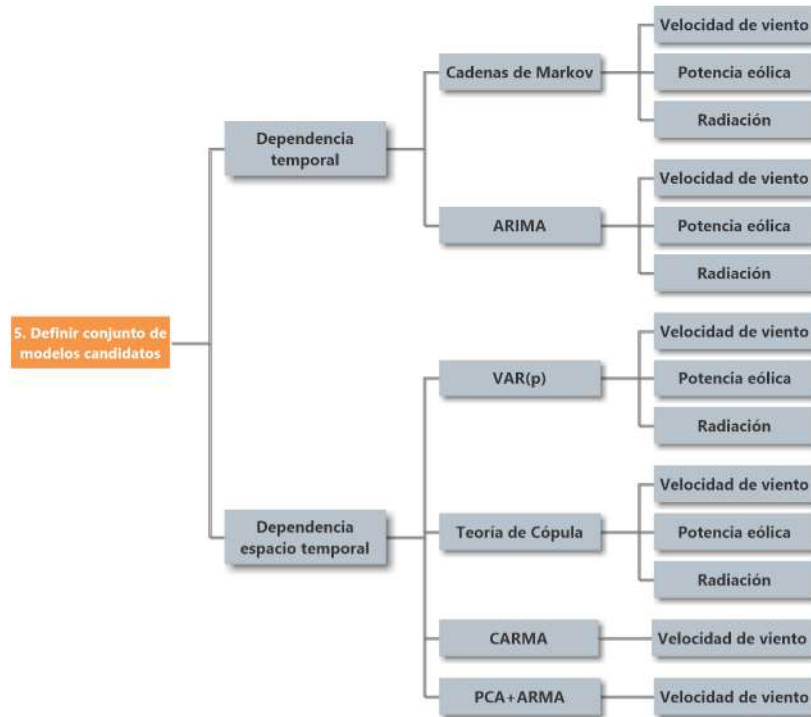 5. Definir conjunto de
modelos candidatos
Dependencia
temporal
Cadenas de Markov
Velocidad de viento
Potencia eólica
Radiación
ARIMA
Velocidad de viento
Potencia eólica
Radiación
Dependencia
espacio temporal
VAR(p)
Velocidad de viento
Potencia eólica
Radiación
Teoría de Cópula
Velocidad de viento
Potencia eólica
Radiación
CARMA
Velocidad de viento
PCA+ARMA
Velocidad de viento